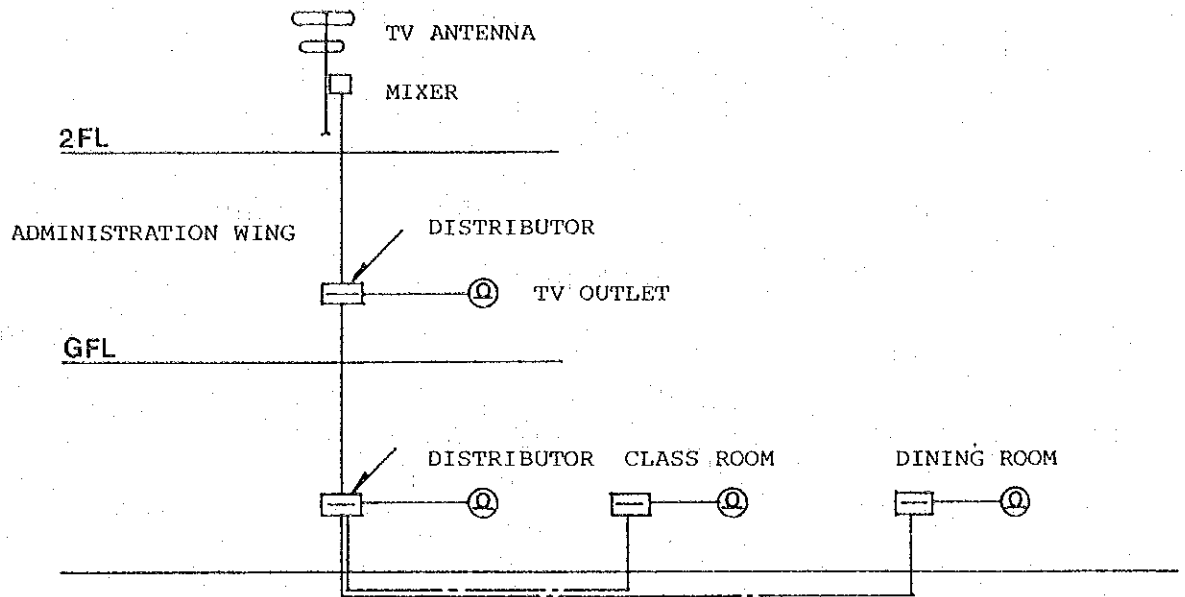 TV ANTENNA
MIXER
2FL
ADMINISTRATION WING
DISTRIBUTOR
Ω TV OUTLET
GFL
DISTRIBUTOR CLASS ROOM DINING ROOM
Ω Ω Ω